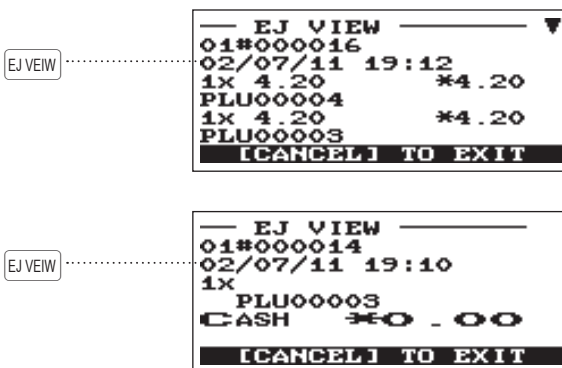 — EJ VIEW ———— ▼
01#000016
EJ VEIW
02/07/11 19:12
1x 4.20 *4.20
PLU00004
1x 4.20 *4.20
PLU00003
[CANCEL] TO EXIT
— EJ VIEW ————
01#000014
EJ VEIW
02/07/11 19:10
1x
PLU00003
CASH *0.00
[CANCEL] TO EXIT